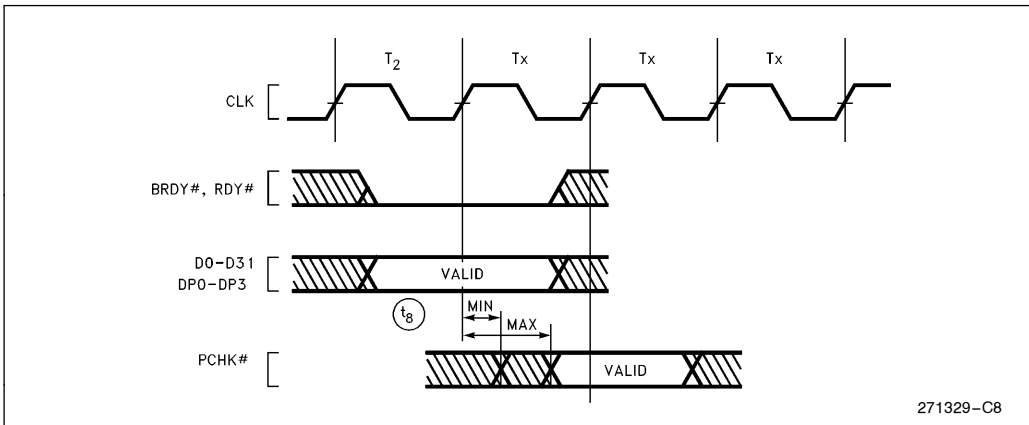 T2 Tx Tx Tx
CLK
BRDY#, RDY#
D0-D31
DP0-DP3
VALID
t8
MIN
MAX
PCHK#
VALID
271329-C8